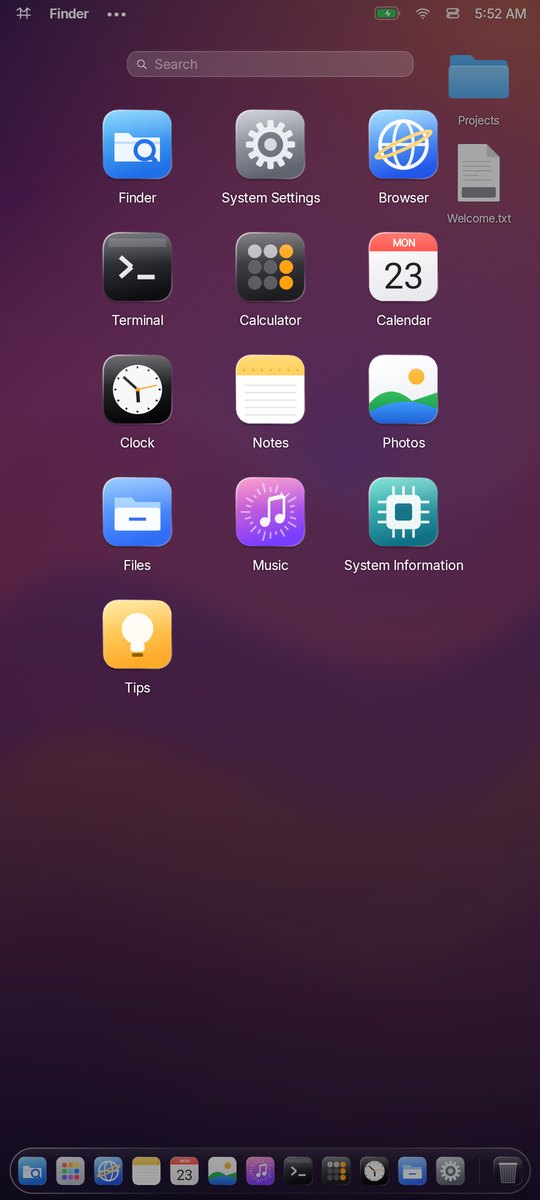 Finder
5:52 AM
Search
Projects
Welcome.txt
Finder
System Settings
Browser
Terminal
Calculator
MON
23
Calendar
Clock
Notes
Photos
Files
Music
System Information
Tips
MON
23